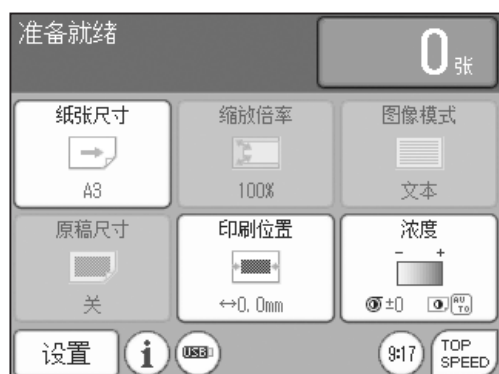 准备就绪
0张
纸张尺寸
缩放倍率
图像模式
A3
100%
文本
原稿尺寸
印刷位置
浓度
- +
关
↔0.0mm
±0 AUTO
设置
i
USB
9:17
TOP
SPEED